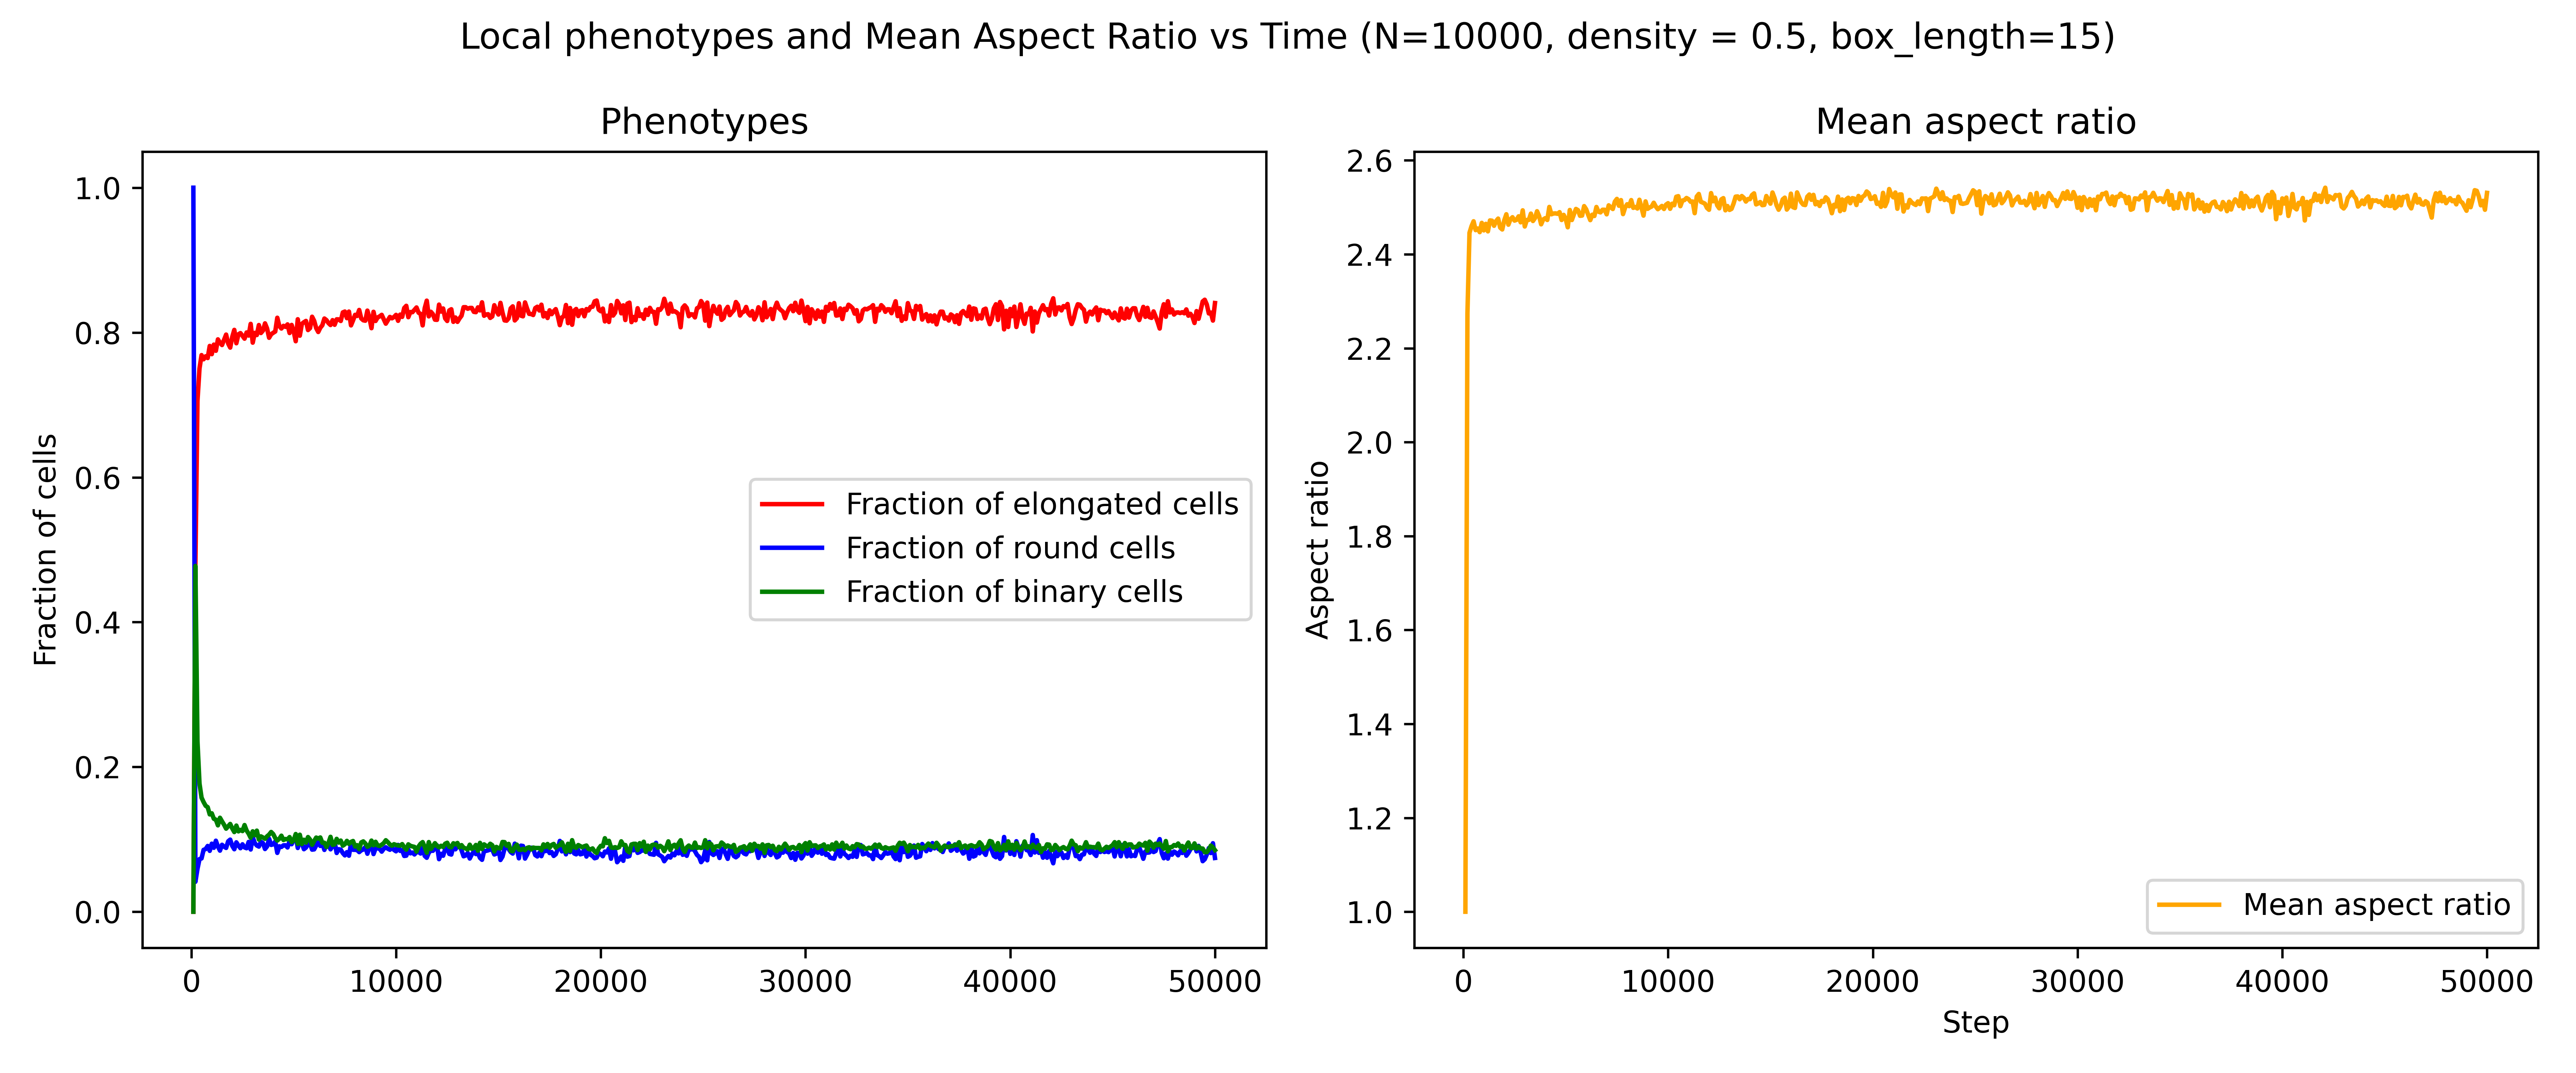 Local phenotypes and Mean Aspect Ratio vs Time (N=10000, density = 0.5, box_length=15)
Phenotypes
Fraction of cells
1.0
0.8
0.6
0.4
0.2
0.0
Fraction of elongated cells
Fraction of round cells
Fraction of binary cells
0 10000 20000 30000 40000 50000
Mean aspect ratio
Aspect ratio
2.6
2.4
2.2
2.0
1.8
1.6
1.4
1.2
1.0
Mean aspect ratio
0 10000 20000 30000 40000 50000
Step